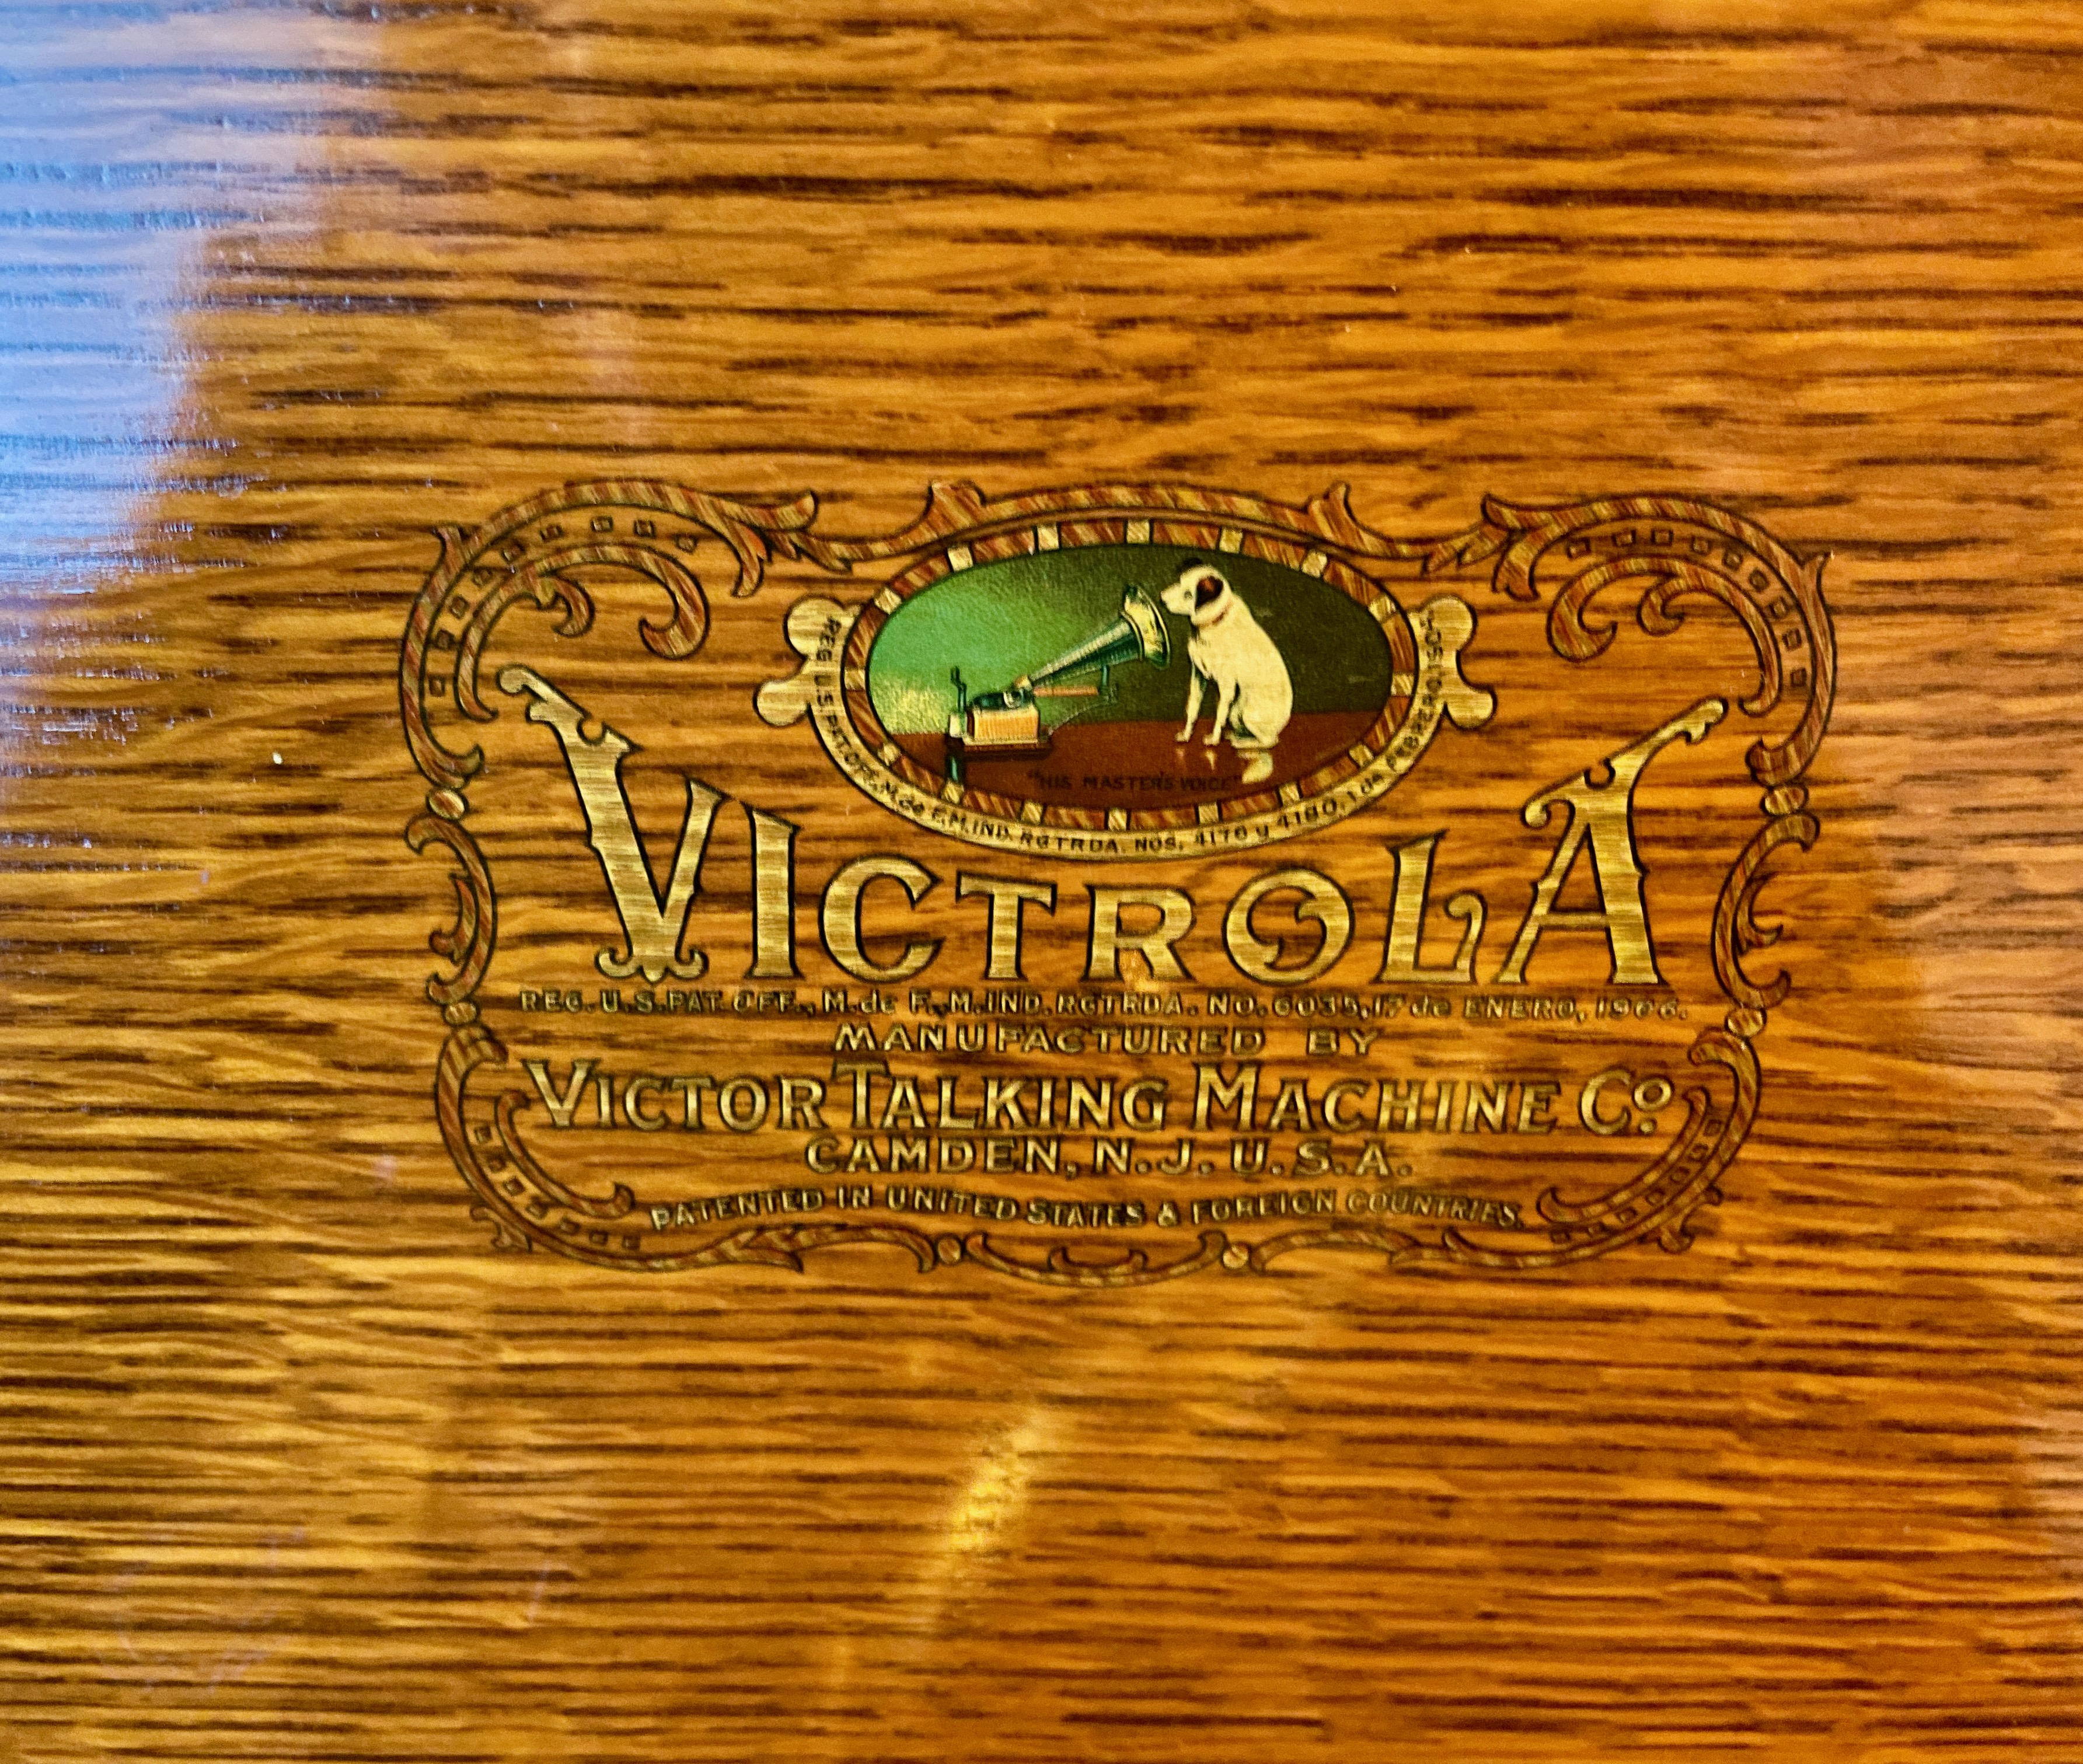 "HIS MASTER'S VOICE"
REG. U.S. PAT. OFF., M. de F., M. IND. RGTRDA. NOS. 4176 y 4180, 1 de FEBRERO 1905
VICTROLA
REG. U.S. PAT. OFF., M. de F., M. IND. RGTRDA. NO. 6035, 17 de ENERO, 1906.
MANUFACTURED BY
VICTOR TALKING MACHINE Co.
CAMDEN, N.J. U.S.A.
PATENTED IN UNITED STATES & FOREIGN COUNTRIES.